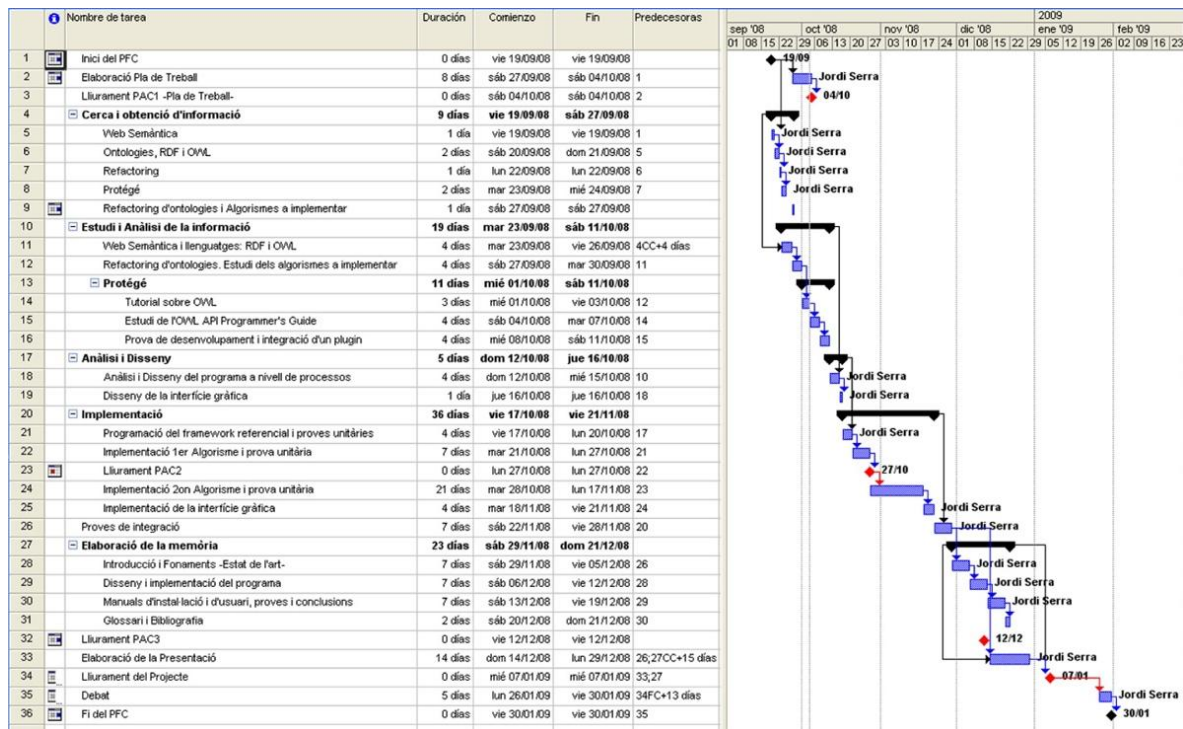 Nombre de tarea Duración Comienzo Fin Predecesoras
2009
sep '08 oct '08 nov '08 dic '08 ene '09 feb '09
01 08 15 22 29 06 13 20 27 03 10 17 24 01 08 15 22 29 05 12 19 26 02 09 16 23
1 Inici del PFC 0 días vie 19/09/08 vie 19/09/08 19/09
2 Elaboració Pla de Treball 8 días sáb 27/09/08 sáb 04/10/08 1 Jordi Serra
3 Lliurament PAC1 -Pla de Treball- 0 días sáb 04/10/08 sáb 04/10/08 2 04/10
4 Cerca i obtenció d'informació 9 días vie 19/09/08 sáb 27/09/08
5 Web Semàntica 1 día vie 19/09/08 vie 19/09/08 1 Jordi Serra
6 Ontologies, RDF i OWL 2 días sáb 20/09/08 dom 21/09/08 5 Jordi Serra
7 Refactoring 1 día lun 22/09/08 lun 22/09/08 6 Jordi Serra
8 Protégé 2 días mar 23/09/08 mié 24/09/08 7 Jordi Serra
9 Refactoring d'ontologies i Algorismes a implementar 1 día sáb 27/09/08 sáb 27/09/08
10 Estudi i Anàlisi de la informació 19 días mar 23/09/08 sáb 11/10/08
11 Web Semàntica i llenguatges: RDF i OWL 4 días mar 23/09/08 vie 26/09/08 4CC+4 días
12 Refactoring d'ontologies. Estudi dels algorismes a implementar 4 días sáb 27/09/08 mar 30/09/08 11
13 Protégé 11 días mié 01/10/08 sáb 11/10/08
14 Tutorial sobre OWL 3 días mié 01/10/08 vie 03/10/08 12
15 Estudi de l'OWL API Programmer's Guide 4 días sáb 04/10/08 mar 07/10/08 14
16 Prova de desenvolupament i integració d'un plugin 4 días mié 08/10/08 sáb 11/10/08 15
17 Anàlisi i Disseny 5 días dom 12/10/08 jue 16/10/08
18 Anàlisi i Disseny del programa a nivell de processos 4 días dom 12/10/08 mié 15/10/08 10 Jordi Serra
19 Disseny de la interfície gràfica 1 día jue 16/10/08 jue 16/10/08 18 Jordi Serra
20 Implementació 36 días vie 17/10/08 vie 21/11/08
21 Programació del framework referencial i proves unitàries 4 días vie 17/10/08 lun 20/10/08 17 Jordi Serra
22 Implementació 1er Algorisme i prova unitària 7 días mar 21/10/08 lun 27/10/08 21
23 Lliurament PAC2 0 días lun 27/10/08 lun 27/10/08 22 27/10
24 Implementació 2on Algorisme i prova unitària 21 días mar 28/10/08 lun 17/11/08 23
25 Implementació de la interfície gràfica 4 días mar 18/11/08 vie 21/11/08 24 Jordi Serra
26 Proves de integració 7 días sáb 22/11/08 vie 28/11/08 20 Jordi Serra
27 Elaboració de la memòria 23 días sáb 29/11/08 dom 21/12/08
28 Introducció i Fonaments -Estat de l'art- 7 días sáb 29/11/08 vie 05/12/08 26 Jordi Serra
29 Disseny i implementació del programa 7 días sáb 06/12/08 vie 12/12/08 28 Jordi Serra
30 Manuals d'instal·lació i d'usuari, proves i conclusions 7 días sáb 13/12/08 vie 19/12/08 29 Jordi Serra
31 Glossari i Bibliografia 2 días sáb 20/12/08 dom 21/12/08 30
32 Lliurament PAC3 0 días vie 12/12/08 vie 12/12/08 12/12
33 Elaboració de la Presentació 14 días dom 14/12/08 lun 29/12/08 26;27CC+15 días Jordi Serra
34 Lliurament del Projecte 0 días mié 07/01/09 mié 07/01/09 33;27 07/01
35 Debat 5 días lun 26/01/09 vie 30/01/09 34FC+13 días Jordi Serra
36 Fi del PFC 0 días vie 30/01/09 vie 30/01/09 35 30/01